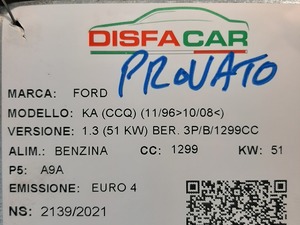 DISFACAR
PROVATO
MARCA: FORD
MODELLO: KA (CCQ) (11/96>10/08<)
VERSIONE: 1.3 (51 KW) BER. 3P/B/1299CC
ALIM.: BENZINA CC: 1299 KW: 51
P5: A9A
EMISSIONE: EURO 4
NS: 2139/2021